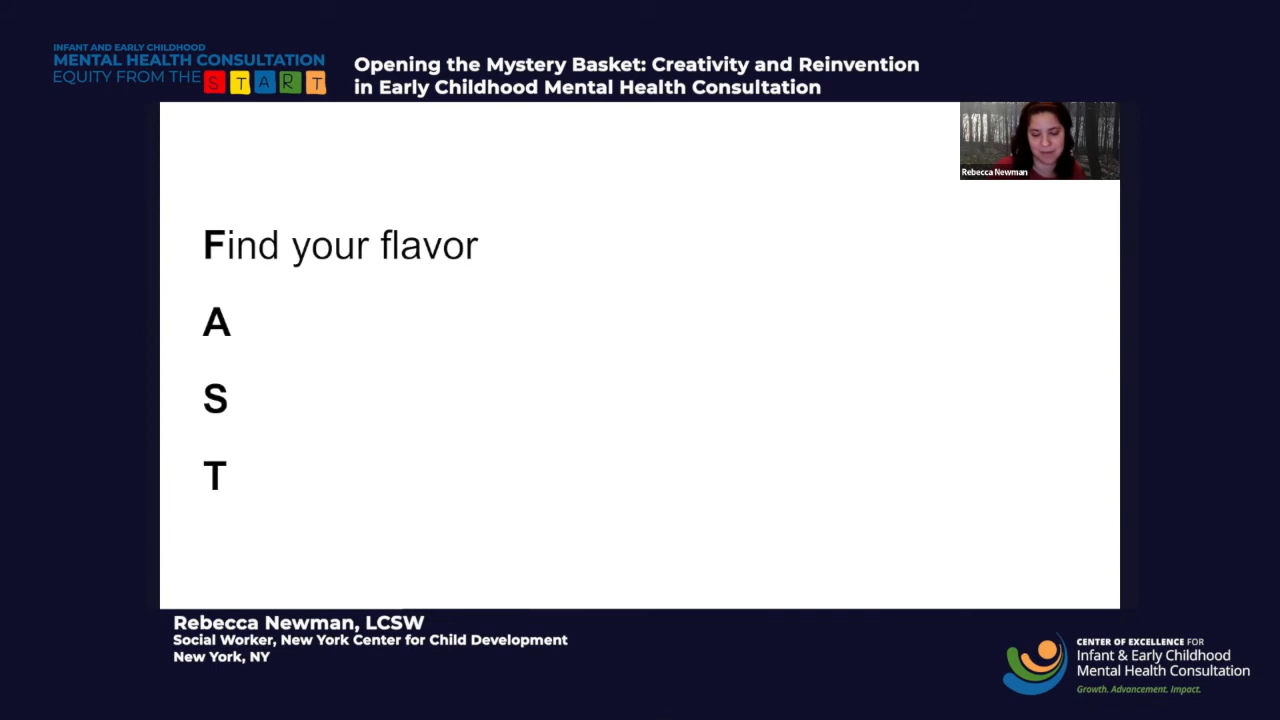 INFANT AND EARLY CHILDHOOD
MENTAL HEALTH CONSULTATION
EQUITY FROM THE START
Opening the Mystery Basket: Creativity and Reinvention
in Early Childhood Mental Health Consultation
Rebecca Newman
Find your flavor
A
S
T
Rebecca Newman, LCSW
Social Worker, New York Center for Child Development
New York, NY
CENTER OF EXCELLENCE FOR
Infant & Early Childhood
Mental Health Consultation
Growth. Advancement. Impact.